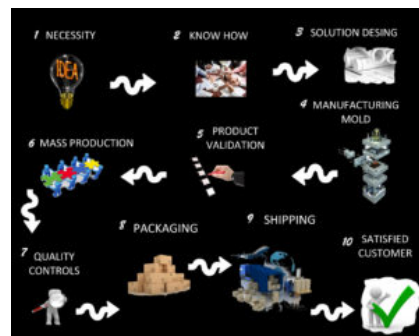 1 NECESSITY
2 KNOW HOW
3 SOLUTION DESING
IDEA
4 MANUFACTURING
MOLD
5 PRODUCT
VALIDATION
6 MASS PRODUCTION
7 QUALITY
CONTROLS
8 PACKAGING
9 SHIPPING
10 SATISFIED
CUSTOMER